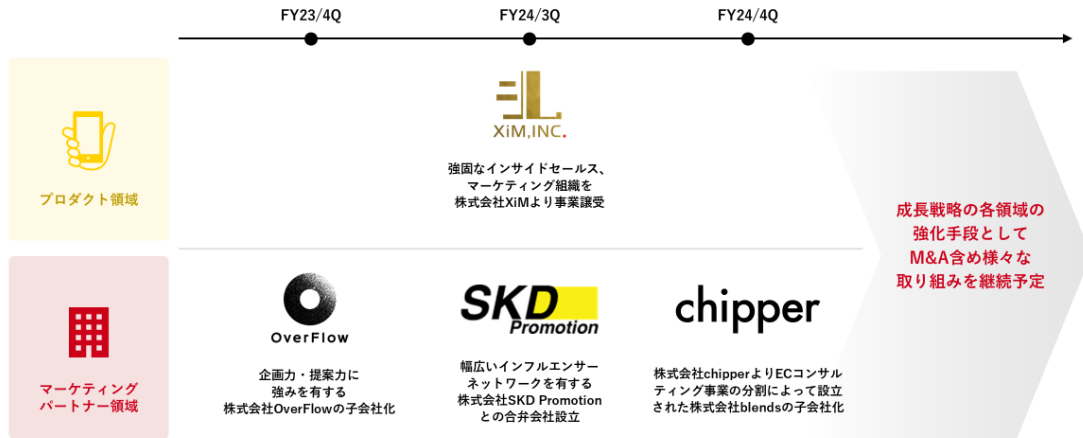 FY23/4Q
FY24/3Q
FY24/4Q
XiM,INC.
強固なインサイドセールス、
マーケティング組織を
株式会社XiMより事業譲受
プロダクト領域
成長戦略の各領域の
強化手段として
M&A含め様々な
取り組みを継続予定
OverFlow
企画力・提案力に
強みを有する
株式会社OverFlowの子会社化
SKD
Promotion
幅広いインフルエンサー
ネットワークを有する
株式会社SKD Promotion
との合弁会社設立
chipper
株式会社chipperよりECコンサル
ティング事業の分割によって設立
された株式会社blendsの子会社化
マーケティング
パートナー領域